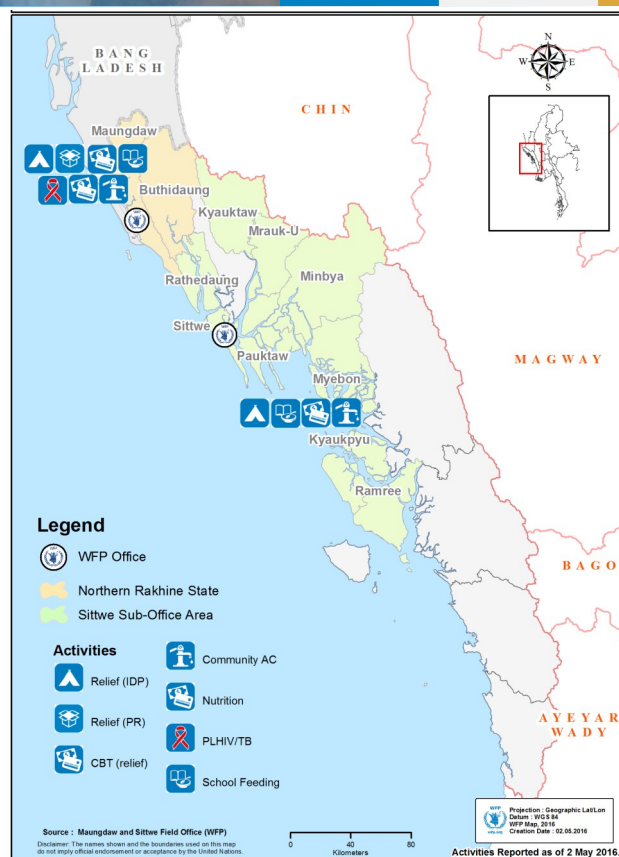 BANG
LADESH
N
W E
S
CHIN
Maungdaw
Buthidaung
Kyauktaw
WFP
Mrauk-U
Minbya
Rathedaung
Sittwe
WFP
Pauktaw
MAGWAY
Myebon
Kyaukpyu
Ramree
Legend
WFP Office
BAGO
Northern Rakhine State
Sittwe Sub-Office Area
Activities
Relief (IDP)
Relief (PR)
CBT (relief)
Community AC
Nutrition
PLHIV/TB
School Feeding
AYEYAR
WADY
WFP
wfp.org
Projection : Geographic Lat/Lon
Datum : WGS 84
WFP Map, 2016
Creation Date : 02.05.2016
Source : Maungdaw and Sittwe Field Office (WFP)
Disclaimer: The names shown and the boundaries used on this map
do not imply official endorsement or acceptance by the United Nations.
0 40 80
Kilometers
Activities Reported as of 2 May 2016.